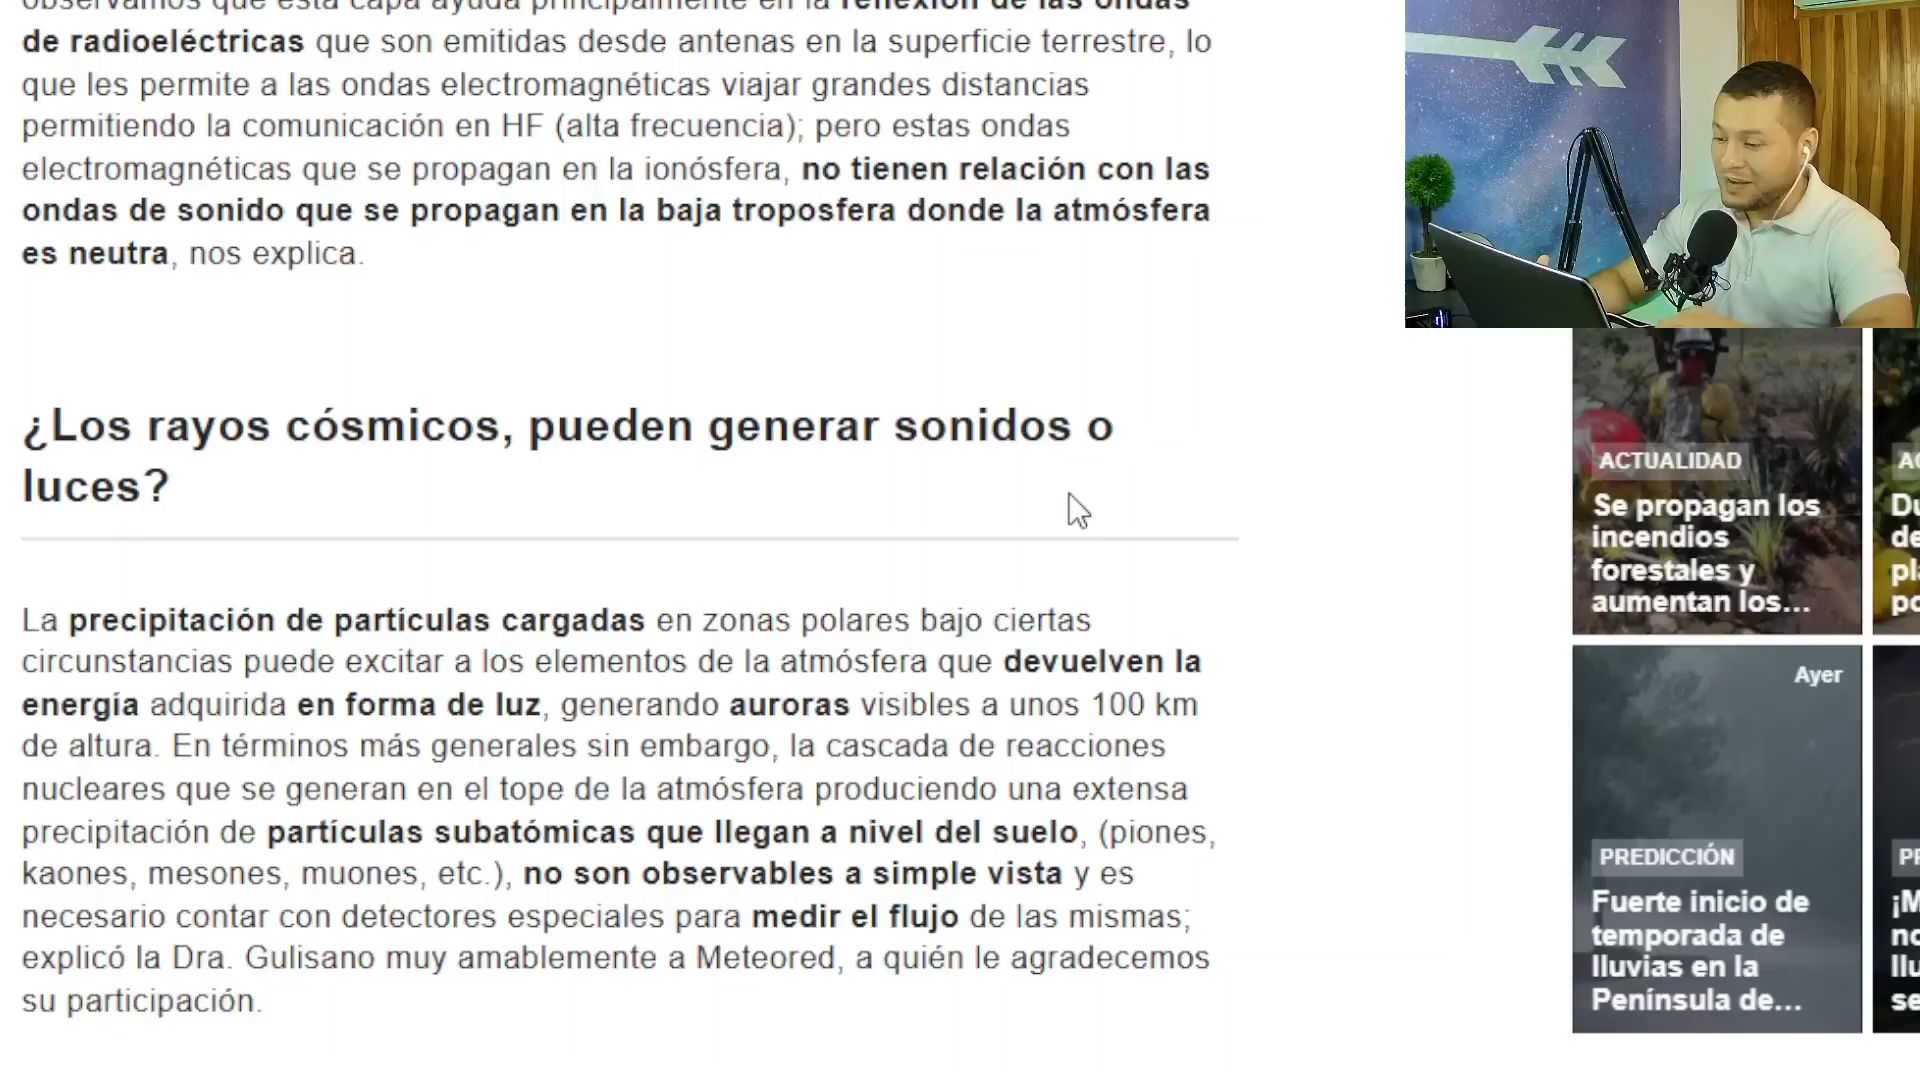 observamos que esta capa ayuda principalmente en la reflexión de las ondas
de radioeléctricas que son emitidas desde antenas en la superficie terrestre, lo
que les permite a las ondas electromagnéticas viajar grandes distancias
permitiendo la comunicación en HF (alta frecuencia); pero estas ondas
electromagnéticas que se propagan en la ionósfera, no tienen relación con las
ondas de sonido que se propagan en la baja troposfera donde la atmósfera
es neutra, nos explica.
¿Los rayos cósmicos, pueden generar sonidos o
luces?
La precipitación de partículas cargadas en zonas polares bajo ciertas
circunstancias puede excitar a los elementos de la atmósfera que devuelven la
energía adquirida en forma de luz, generando auroras visibles a unos 100 km
de altura. En términos más generales sin embargo, la cascada de reacciones
nucleares que se generan en el tope de la atmósfera produciendo una extensa
precipitación de partículas subatómicas que llegan a nivel del suelo, (piones,
kaones, mesones, muones, etc.), no son observables a simple vista y es
necesario contar con detectores especiales para medir el flujo de las mismas;
explicó la Dra. Gulisano muy amablemente a Meteored, a quién le agradecemos
su participación.
ACTUALIDAD
Se propagan los
incendios
forestales y
aumentan los...
Ayer
PREDICCIÓN
Fuerte inicio de
temporada de
lluvias en la
Península de...